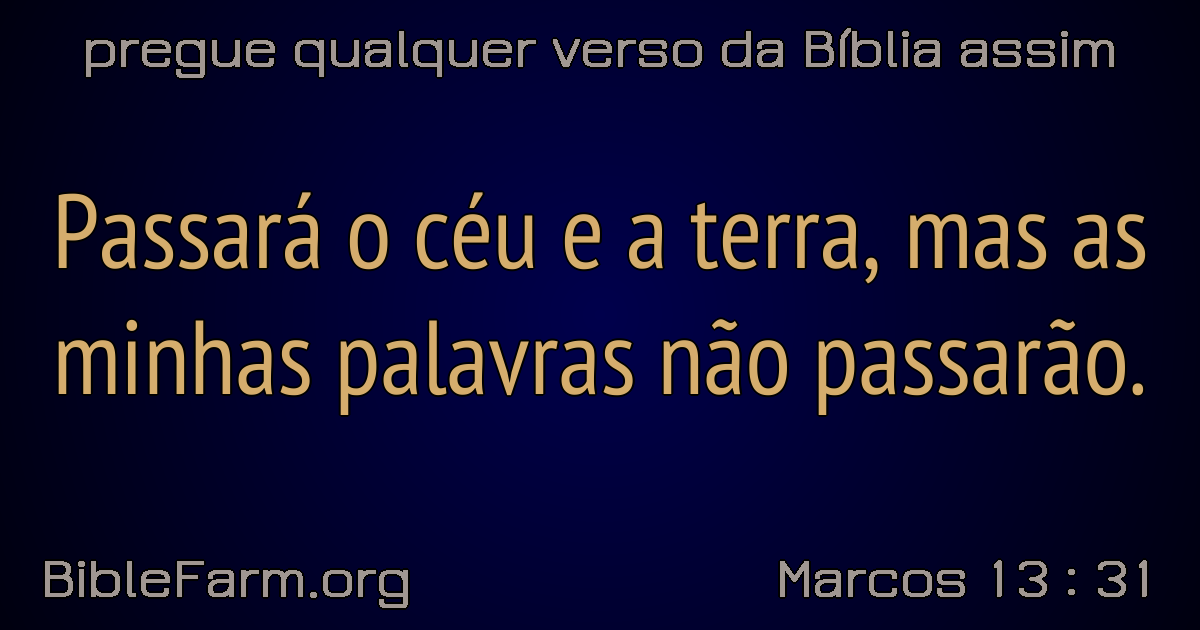 pregue qualquer verso da Bíblia assim
Passará o céu e a terra, mas as
minhas palavras não passarão.
BibleFarm.org
Marcos 13 : 31